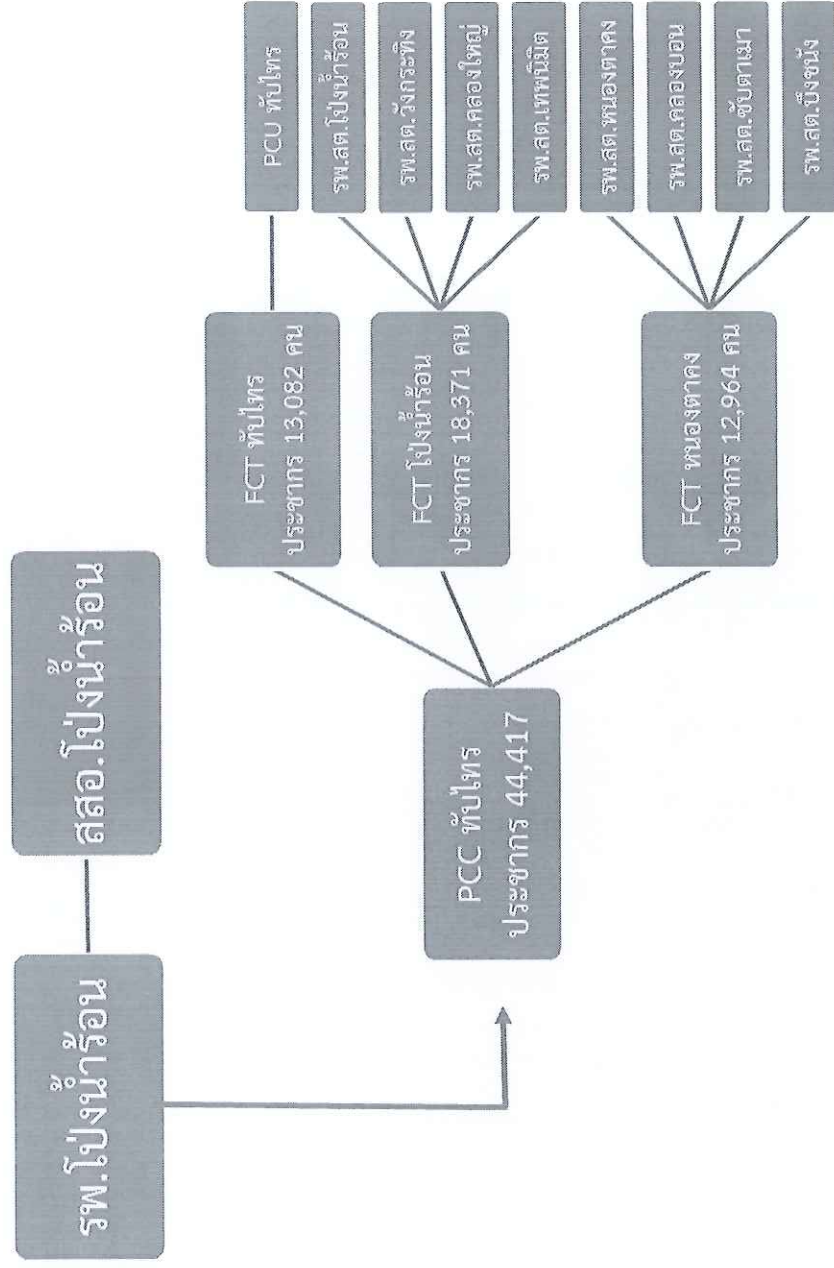 รพ.โป่งน้ำร้อน
สสอ.โป่งน้ำร้อน
PCC ทับไทร
ประชากร 44,417
FCT ทับไทร
ประชากร 13,082 คน
FCT โป่งน้ำร้อน
ประชากร 18,371 คน
FCT หนองตาคง
ประชากร 12,964 คน
PCU ทับไทร
รพ.สต.โป่งน้ำร้อน
รพ.สต.วังกระทิง
รพ.สต.คลองใหญ่
รพ.สต.เทพนิมิต
รพ.สต.หนองตาคง
รพ.สต.คลองบอน
รพ.สต.ซับตาเมา
รพ.สต.บึงชนัง